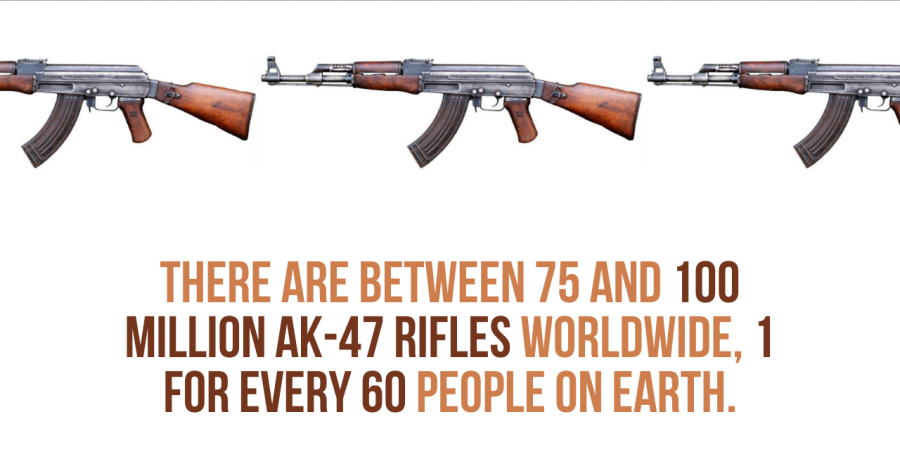 THERE ARE BETWEEN 75 AND 100
MILLION AK-47 RIFLES WORLDWIDE, 1
FOR EVERY 60 PEOPLE ON EARTH.